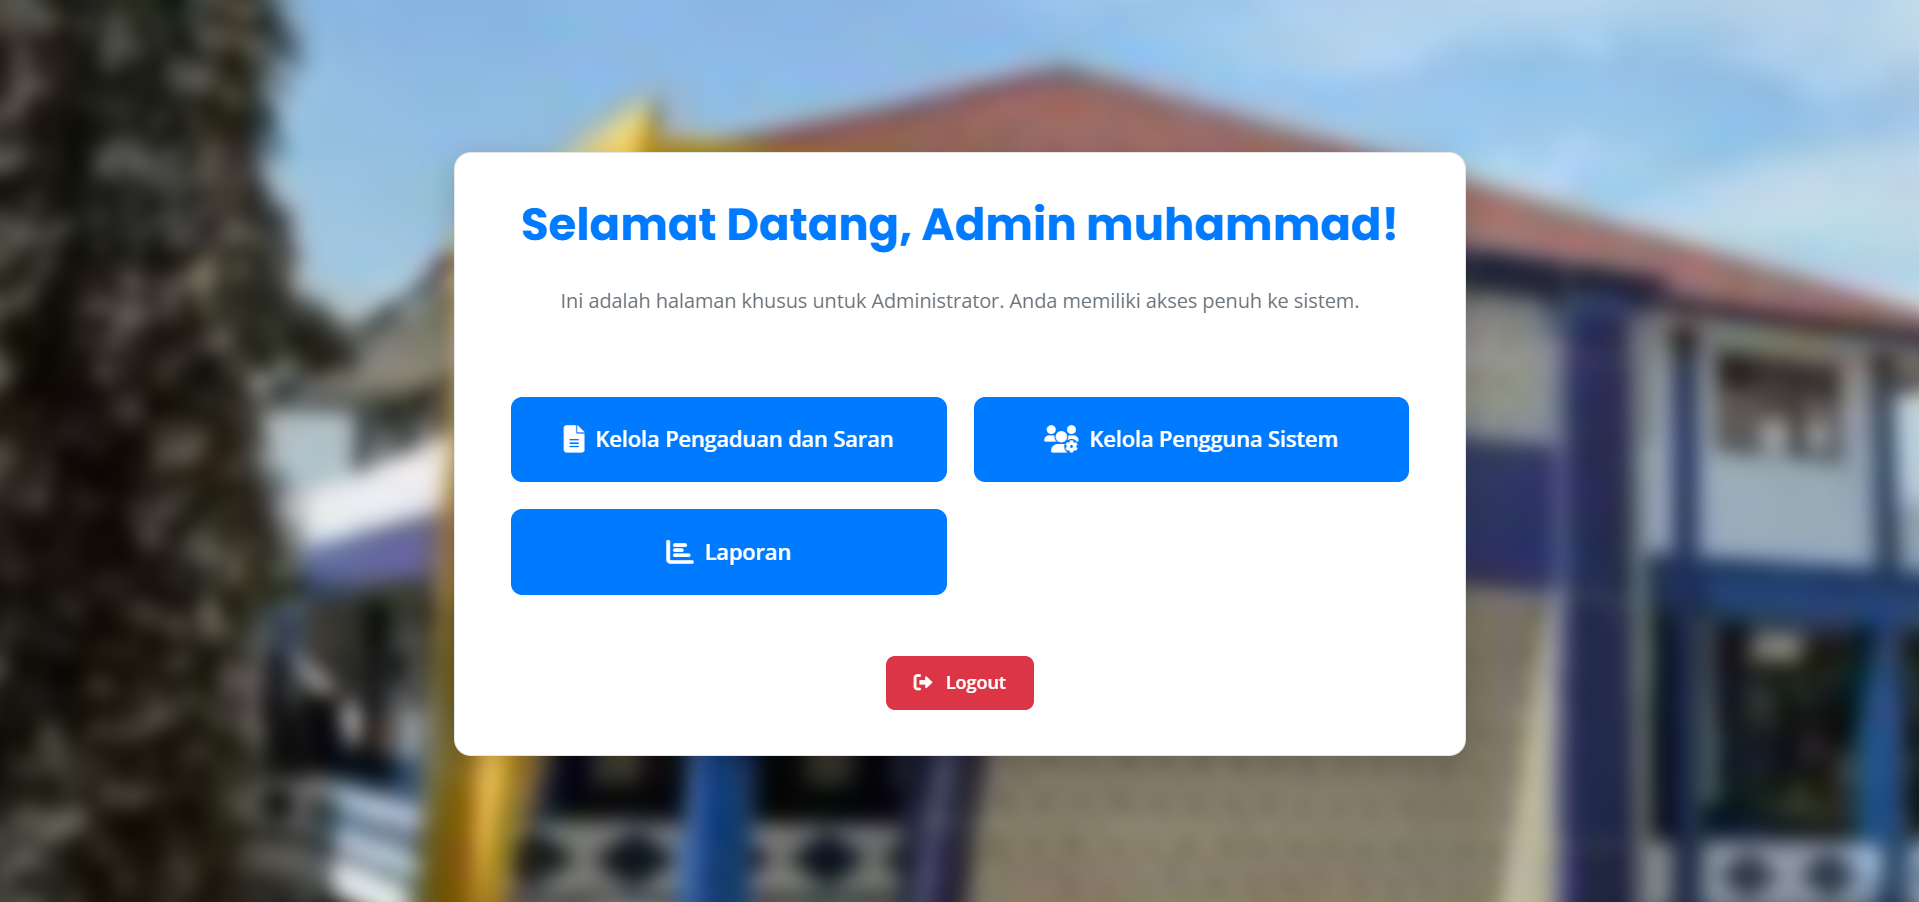 Selamat Datang, Admin muhammad!
Ini adalah halaman khusus untuk Administrator. Anda memiliki akses penuh ke sistem.
Kelola Pengaduan dan Saran
Kelola Pengguna Sistem
Laporan
Logout